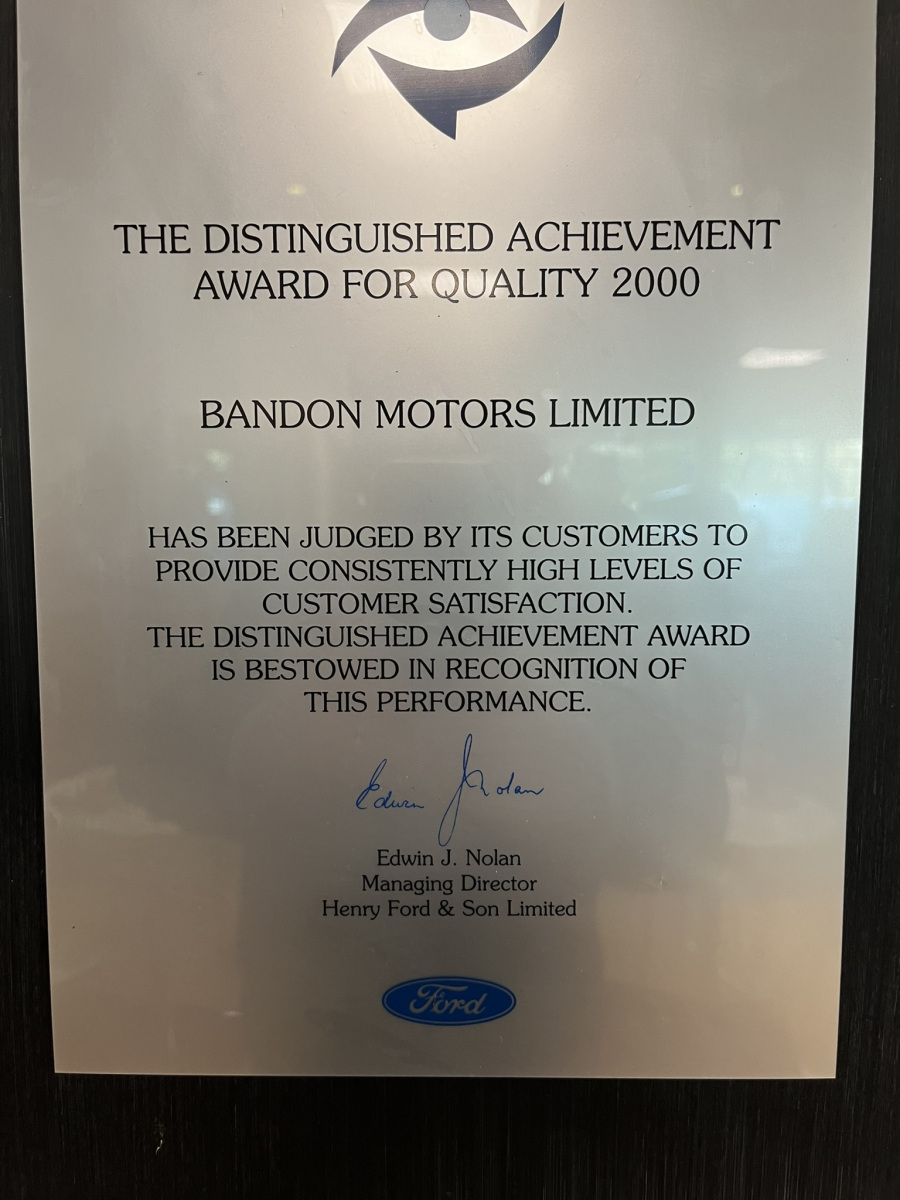 THE DISTINGUISHED ACHIEVEMENT
AWARD FOR QUALITY 2000
BANDON MOTORS LIMITED
HAS BEEN JUDGED BY ITS CUSTOMERS TO
PROVIDE CONSISTENTLY HIGH LEVELS OF
CUSTOMER SATISFACTION.
THE DISTINGUISHED ACHIEVEMENT AWARD
IS BESTOWED IN RECOGNITION OF
THIS PERFORMANCE.
Edwin J Nolan
Edwin J. Nolan
Managing Director
Henry Ford & Son Limited
Ford